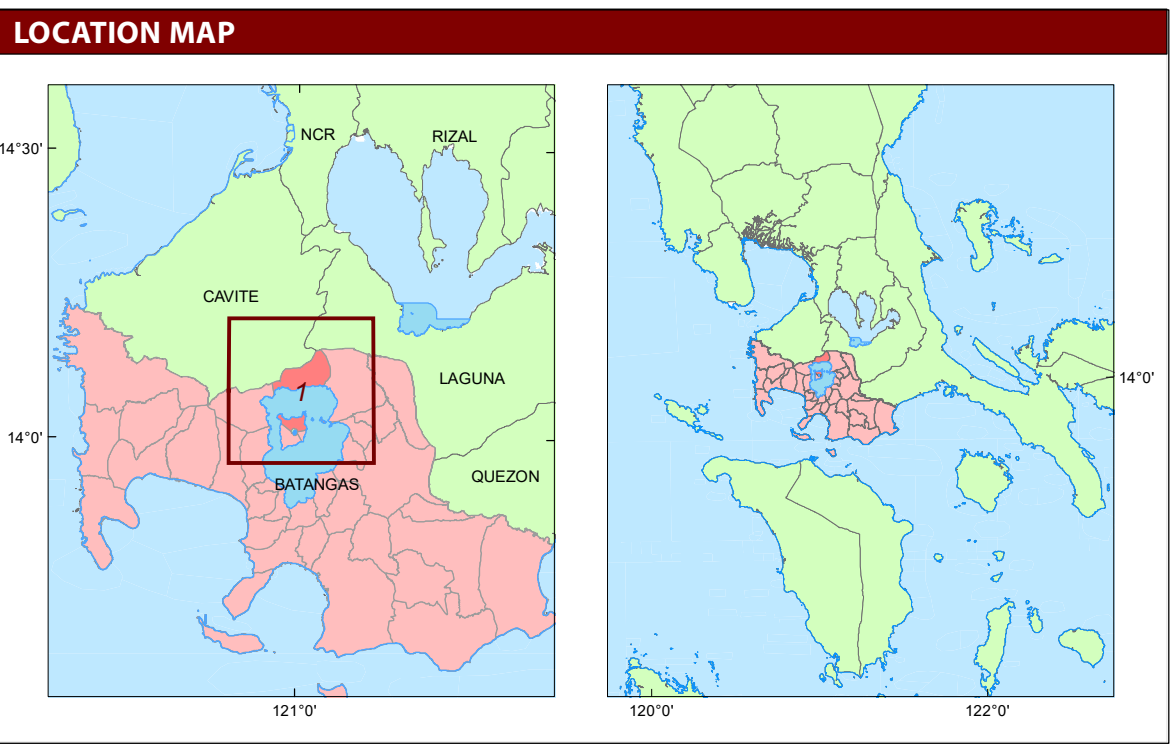 LOCATION MAP
NCR
RIZAL
14°30'
CAVITE
1
LAGUNA
14°0'
BATANGAS
QUEZON
121°0'
14°0'
120°0'
122°0'